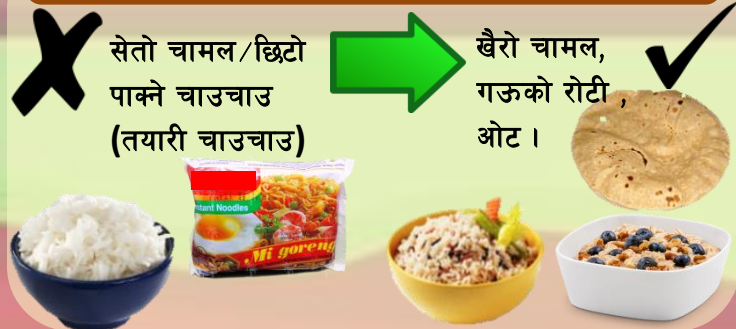 सेतो चामल/छिटो
पाक्ने चाउचाउ
(तयारी चाउचाउ)
खैरो चामल,
गऊको रोटी ,
ओट ।
Instant Noodles
Mi goreng